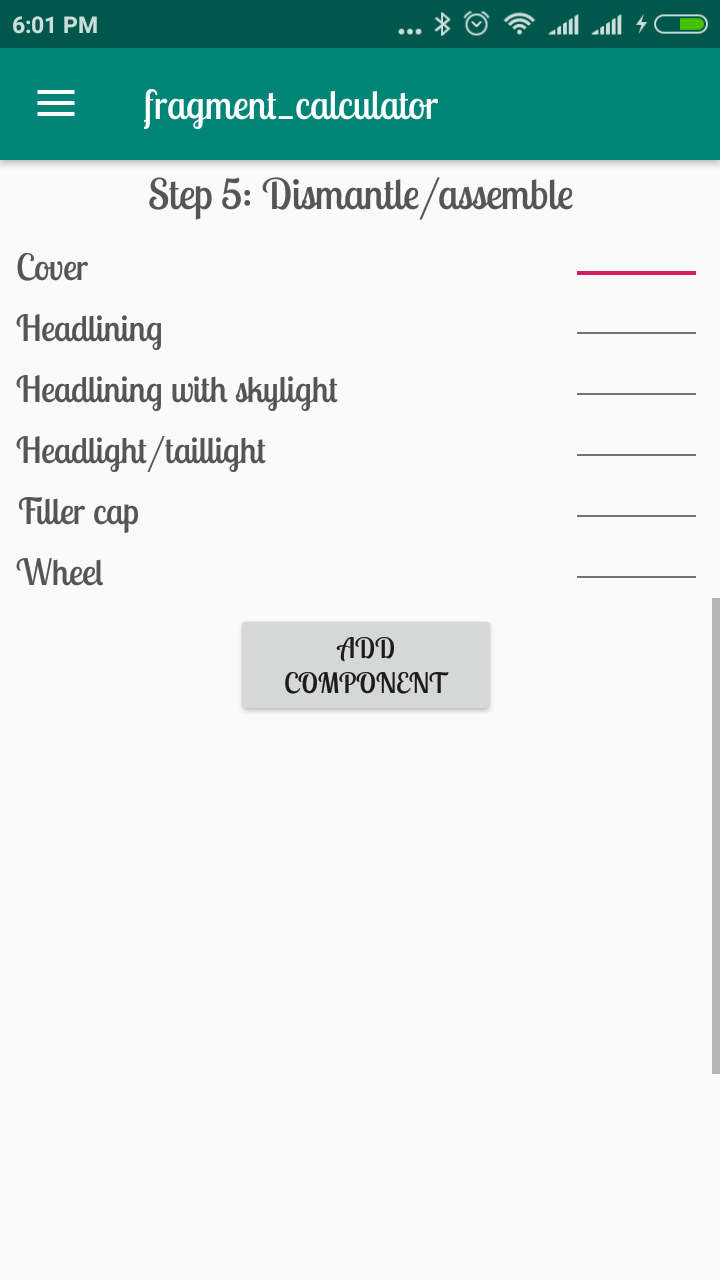 6:01 PM
fragment_calculator
Step 5: Dismantle/assemble
Cover
Headlining
Headlining with skylight
Headlight/taillight
Filler cap
Wheel
ADD
COMPONENT